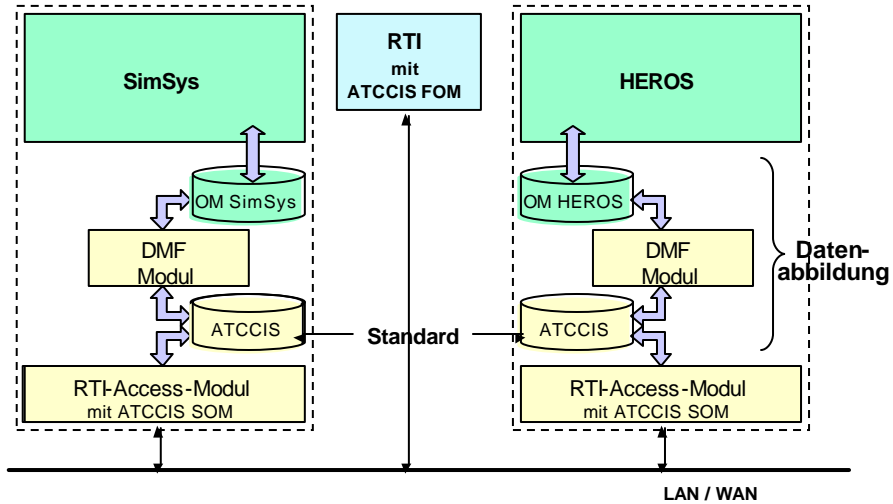 SimSys
RTI
mit
ATCCIS FOM
HEROS
OM SimSys
OM HEROS
DMF
Modul
DMF
Modul
Daten-
abbildung
ATCCIS
Standard
ATCCIS
RTI-Access-Modul
mit ATCCIS SOM
RTI-Access-Modul
mit ATCCIS SOM
LAN / WAN